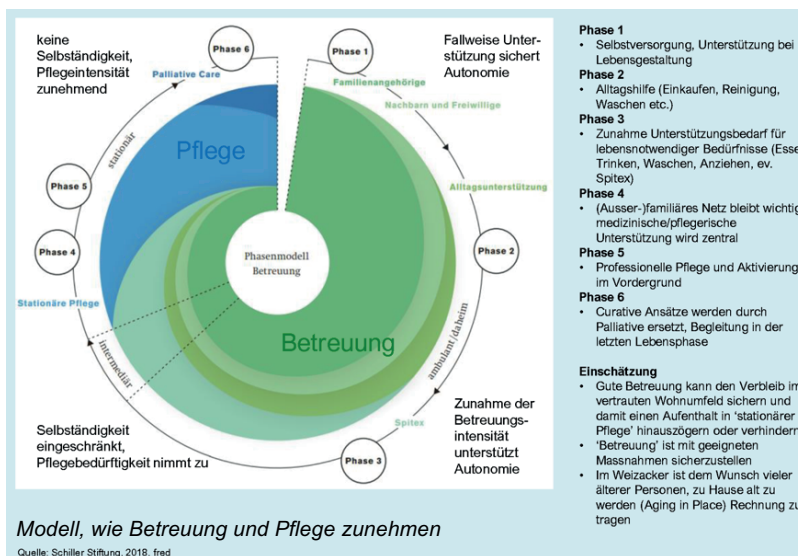 keine
Selbständigkeit,
Pflegeintensität
zunehmend
Phase 6
Phase 1
Fallweise Unter-
stützung sichert
Autonomie
Palliative Care
Familienangehörige
Nachbarn und Freiwillige
stationär
Pflege
Alltagsunterstützung
Phase 5
Phase 4
Phase 2
Phasenmodell
Betreuung
Stationäre Pflege
Betreuung
intermediär
ambulant/daheim
Selbständigkeit
eingeschränkt,
Pflegebedürftigkeit nimmt zu
Spitex
Phase 3
Zunahme der
Betreuungs-
intensität
unterstützt
Autonomie
Modell, wie Betreuung und Pflege zunehmen
Quelle: Schiller Stiftung, 2018, fred
Phase 1
• Selbstversorgung, Unterstützung bei
Lebensgestaltung
Phase 2
• Alltagshilfe (Einkaufen, Reinigung,
Waschen etc.)
Phase 3
• Zunahme Unterstützungsbedarf für
lebensnotwendiger Bedürfnisse (Esse
Trinken, Waschen, Anziehen, ev.
Spitex)
Phase 4
• (Ausser-)familiäres Netz bleibt wichtig
medizinische/pflegerische
Unterstützung wird zentral
Phase 5
• Professionelle Pflege und Aktivierung
im Vordergrund
Phase 6
• Curative Ansätze werden durch
Palliative ersetzt, Begleitung in der
letzten Lebensphase
Einschätzung
• Gute Betreuung kann den Verbleib im
vertrauten Wohnumfeld sichern und
damit einen Aufenthalt in 'stationärer
Pflege' hinauszögern oder verhindern
• 'Betreuung' ist mit geeigneten
Massnahmen sicherzustellen
• Im Weizacker ist dem Wunsch vieler
älterer Personen, zu Hause alt zu
werden (Aging in Place) Rechnung zu
tragen